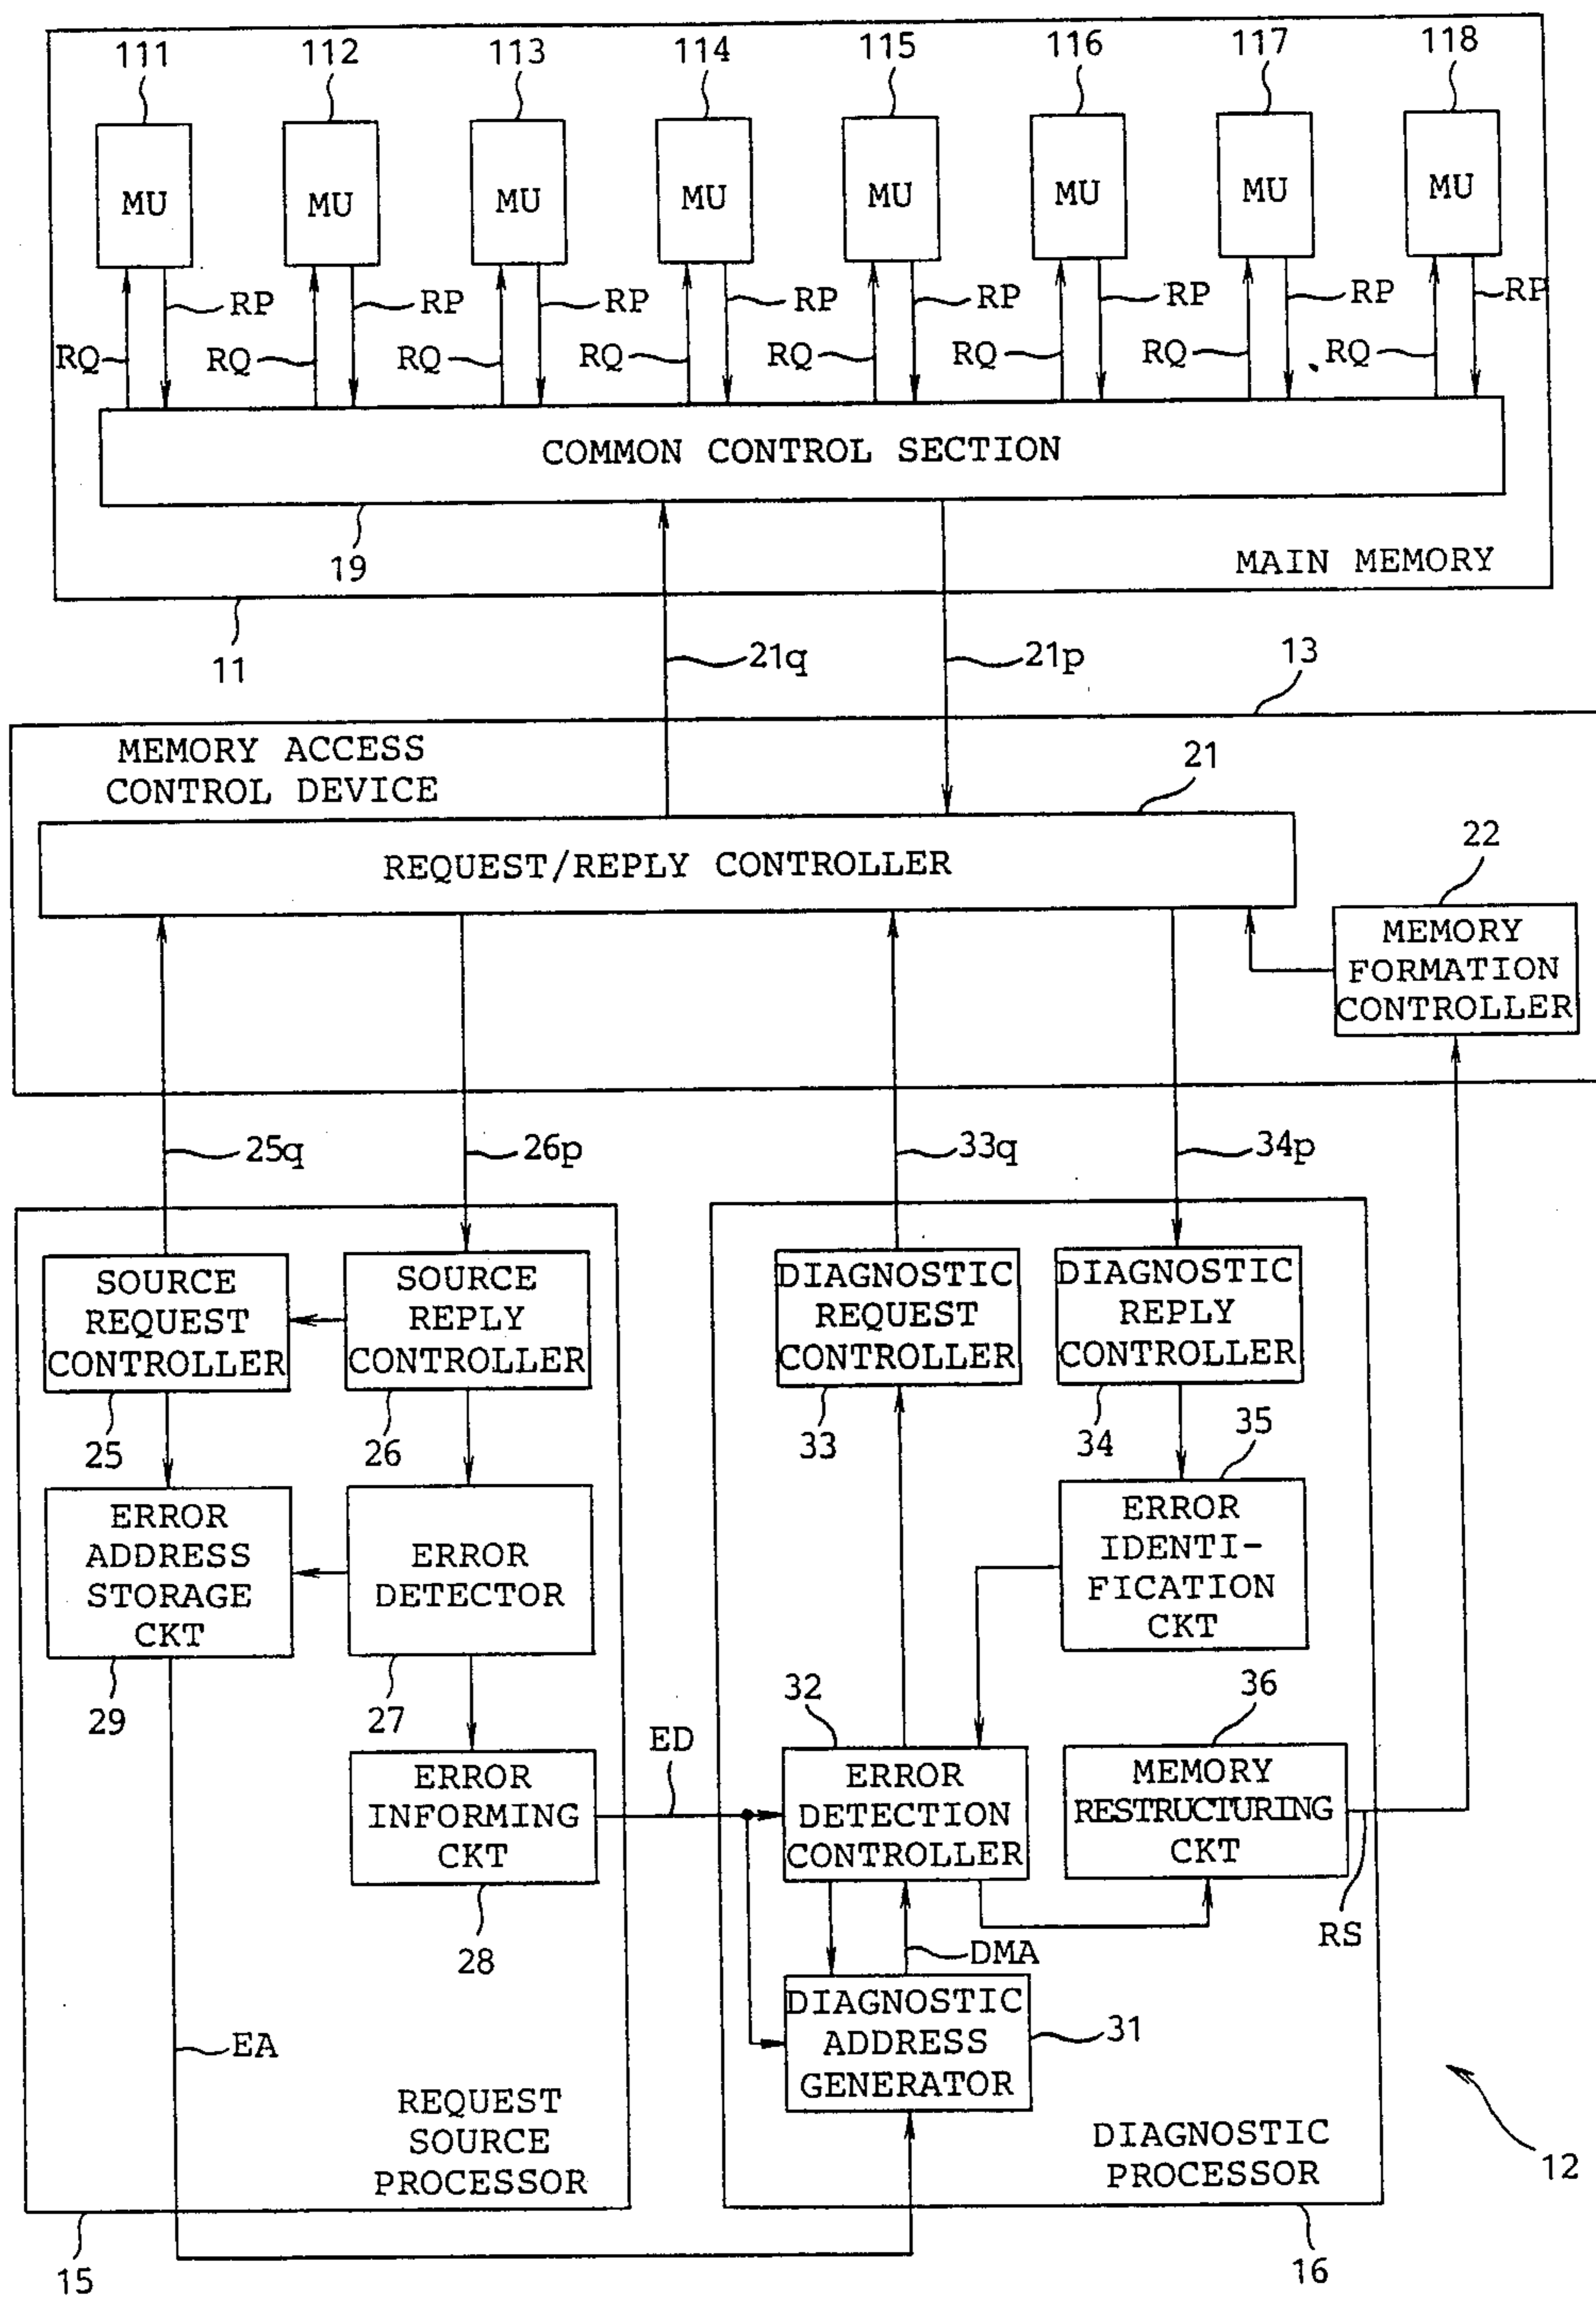 111 112 113 114 115 116 117 118
MU MU MU MU MU MU MU MU
RP RP RP RP RP RP RP RP
RQ RQ RQ RQ RQ RQ RQ RQ
COMMON CONTROL SECTION
19
MAIN MEMORY
11
21q
21p
13
MEMORY ACCESS
CONTROL DEVICE
21
REQUEST/REPLY CONTROLLER
22
MEMORY
FORMATION
CONTROLLER
25q
26p
33q
34p
SOURCE
REQUEST
CONTROLLER
25
SOURCE
REPLY
CONTROLLER
26
DIAGNOSTIC
REQUEST
CONTROLLER
33
DIAGNOSTIC
REPLY
CONTROLLER
34
35
ERROR
ADDRESS
STORAGE
CKT
29
ERROR
DETECTOR
27
ERROR
IDENTI-
FICATION
CKT
ERROR
INFORMING
CKT
28
ED
32
ERROR
DETECTION
CONTROLLER
36
MEMORY
RESTRUCTURING
CKT
RS
DMA
DIAGNOSTIC
ADDRESS
GENERATOR
31
EA
REQUEST
SOURCE
PROCESSOR
15
DIAGNOSTIC
PROCESSOR
16
12